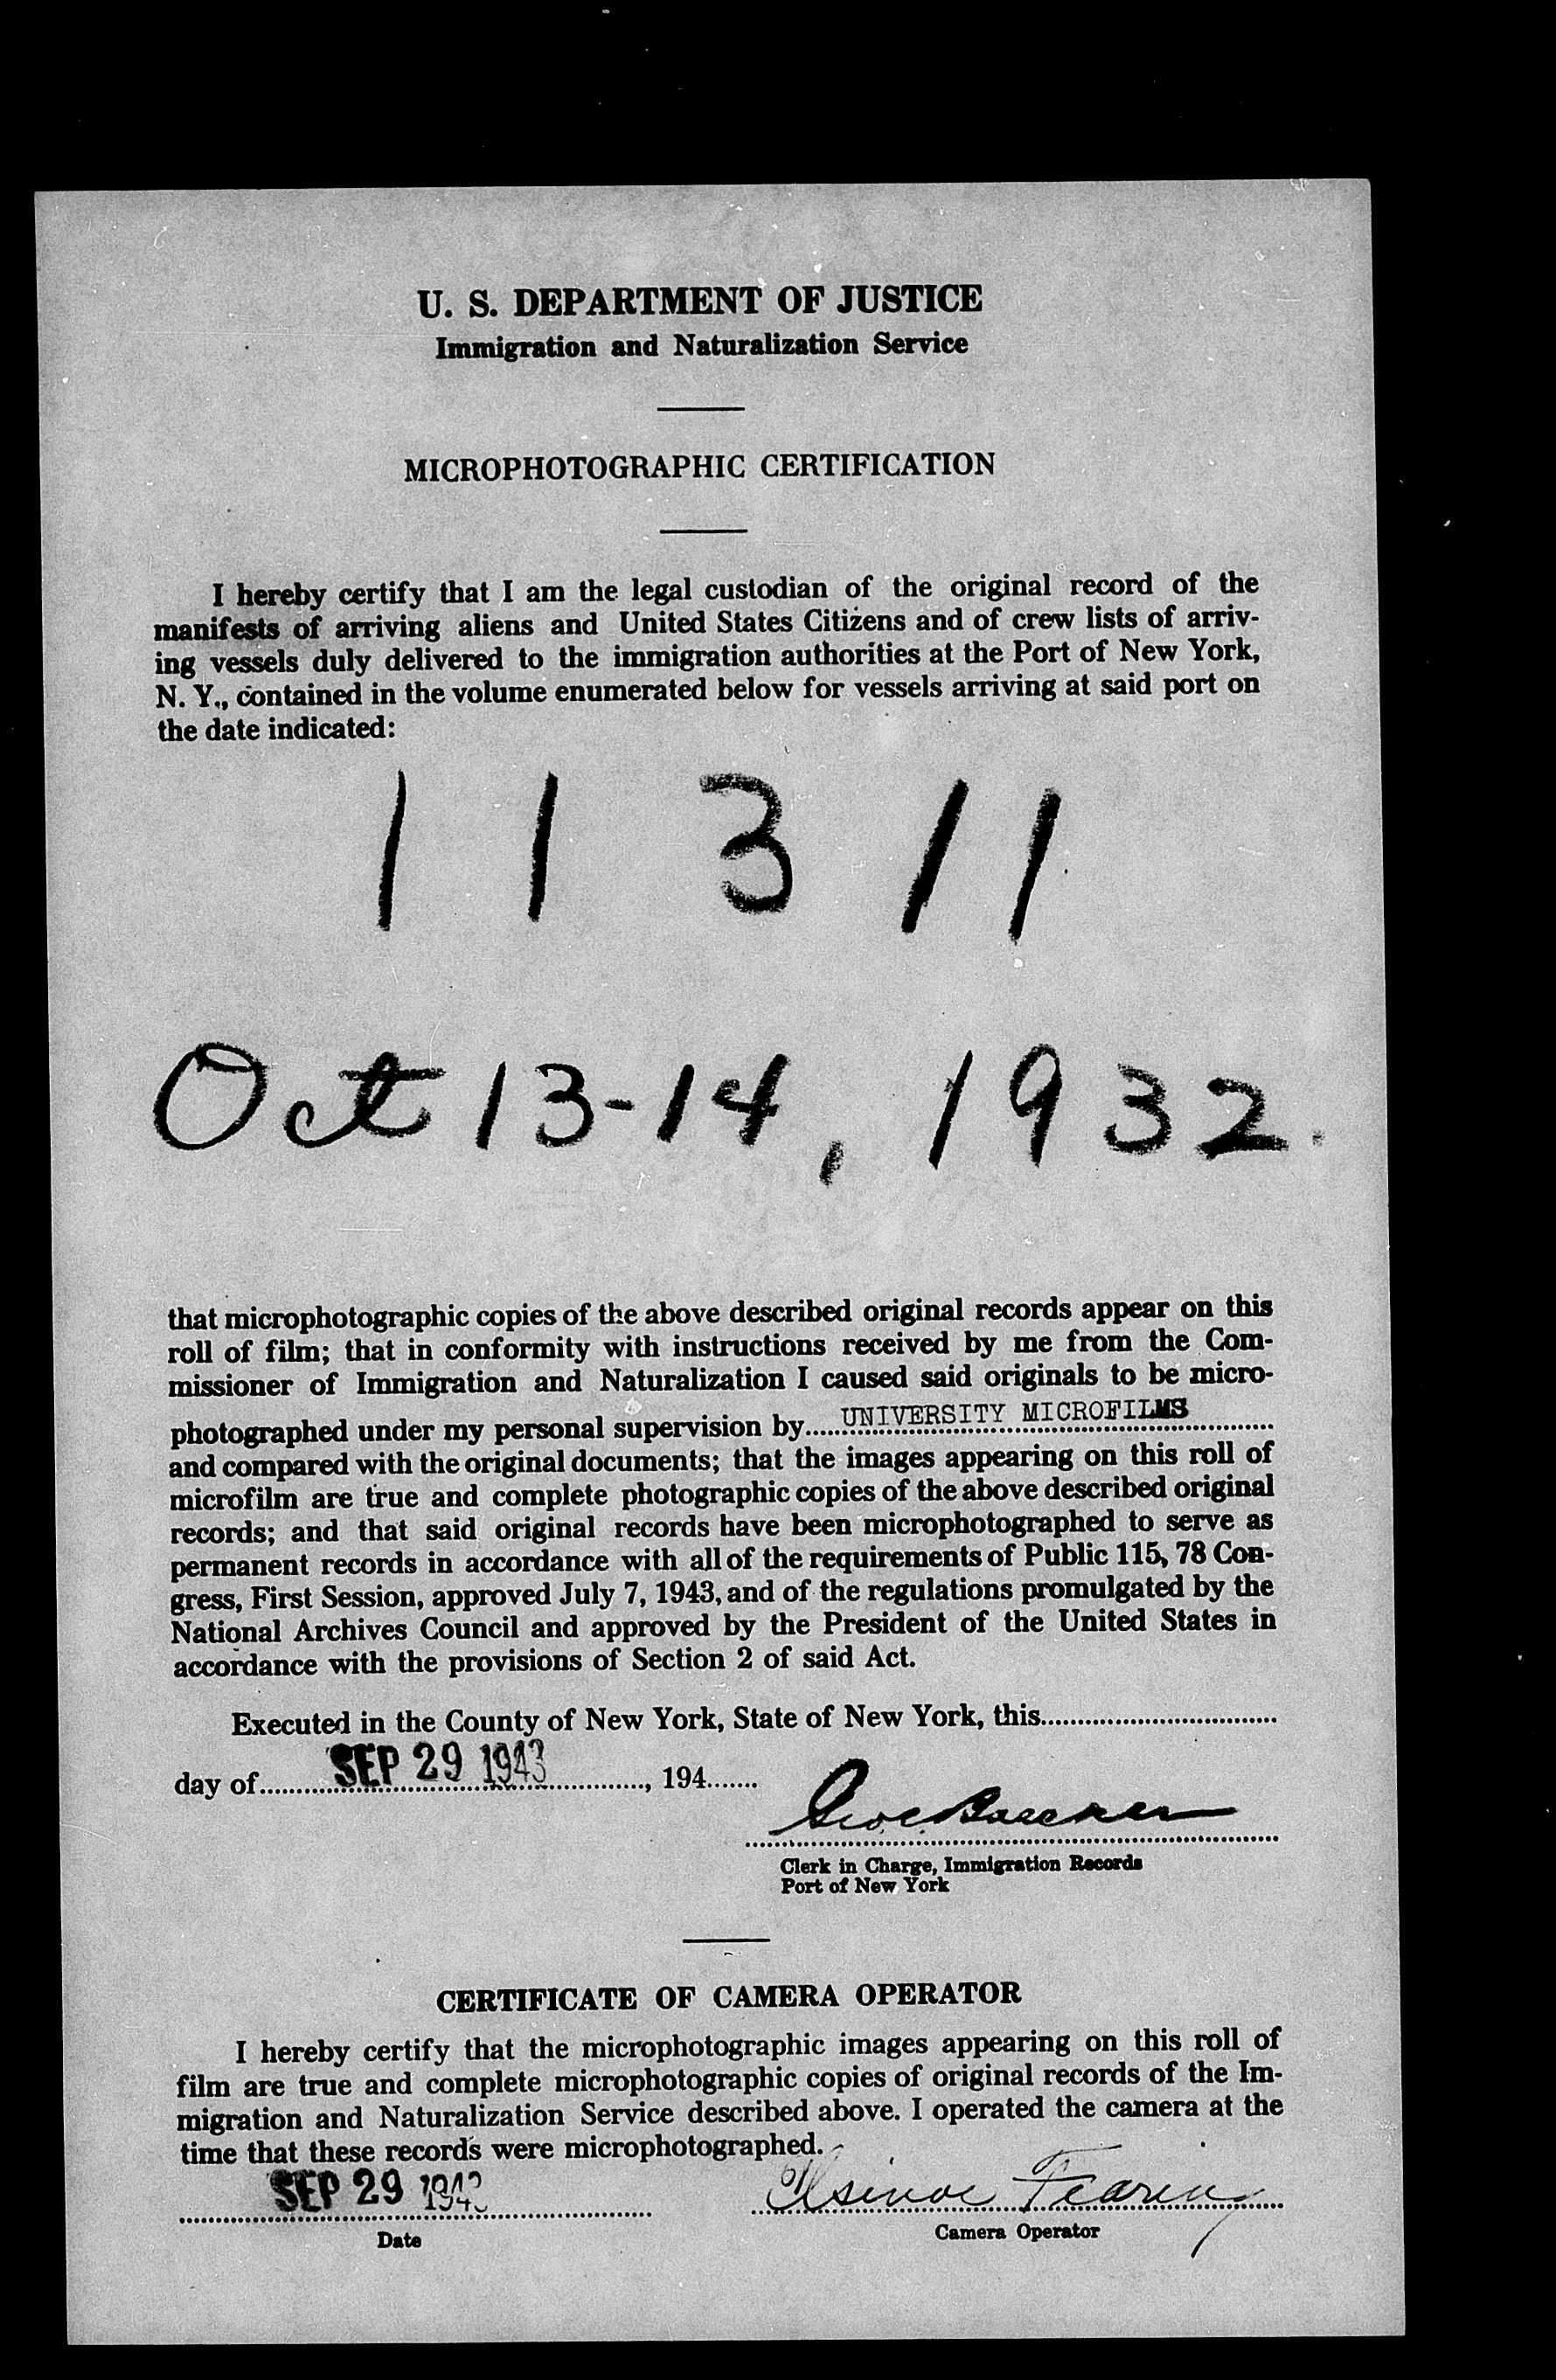 U. S. DEPARTMENT OF JUSTICE
Immigration and Naturalization Service
MICROPHOTOGRAPHIC CERTIFICATION
I hereby certify that I am the legal custodian of the original record of the
manifests of arriving aliens and United States Citizens and of crew lists of arriv-
ing vessels duly delivered to the immigration authorities at the Port of New York,
N. Y., contained in the volume enumerated below for vessels arriving at said port on
the date indicated:
11311
Oct 13-14, 1932.
that microphotographic copies of the above described original records appear on this
roll of film; that in conformity with instructions received by me from the Com-
missioner of Immigration and Naturalization I caused said originals to be micro-
photographed under my personal supervision by UNIVERSITY MICROFILMS
and compared with the original documents; that the images appearing on this roll of
microfilm are true and complete photographic copies of the above described original
records; and that said original records have been microphotographed to serve as
permanent records in accordance with all of the requirements of Public 115, 78 Con-
gress, First Session, approved July 7, 1943, and of the regulations promulgated by the
National Archives Council and approved by the President of the United States in
accordance with the provisions of Section 2 of said Act.
Executed in the County of New York, State of New York, this
day of SEP 29 1943, 194
Clerk in Charge, Immigration Records
Port of New York
CERTIFICATE OF CAMERA OPERATOR
I hereby certify that the microphotographic images appearing on this roll of
film are true and complete microphotographic copies of original records of the Im-
migration and Naturalization Service described above. I operated the camera at the
time that these records were microphotographed.
SEP 29 1943 Fearing
Date
Camera Operator